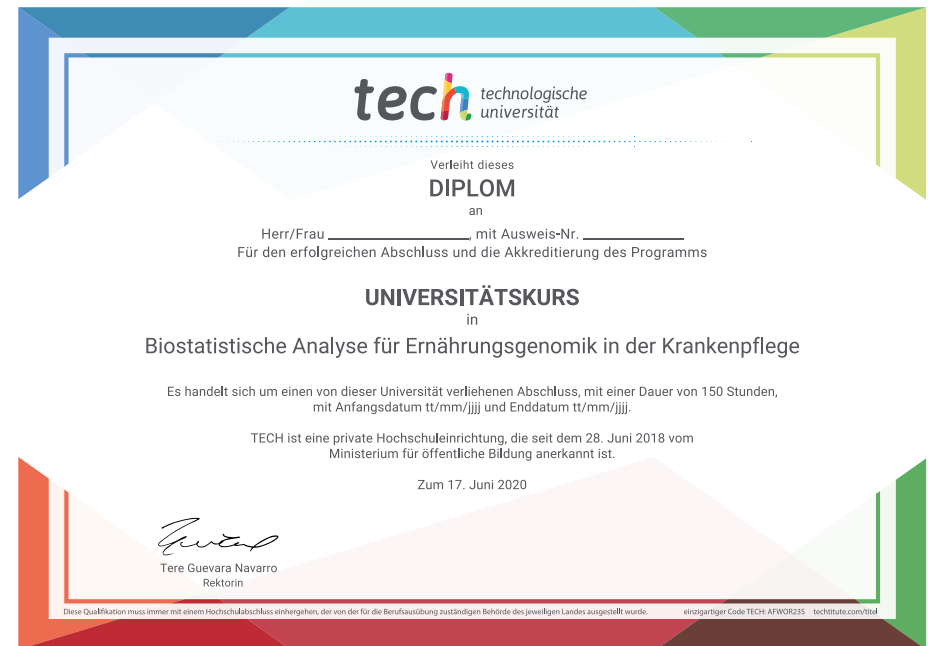 tech technologische
universität
Verleiht dieses
DIPLOM
an
Herr/Frau ____________________, mit Ausweis-Nr. ______________
Für den erfolgreichen Abschluss und die Akkreditierung des Programms
UNIVERSITÄTSKURS
in
Biostatistische Analyse für Ernährungsgenomik in der Krankenpflege
Es handelt sich um einen von dieser Universität verliehenen Abschluss, mit einer Dauer von 150 Stunden,
mit Anfangsdatum tt/mm/jjjj und Enddatum tt/mm/jjjj.
TECH ist eine private Hochschuleinrichtung, die seit dem 28. Juni 2018 vom
Ministerium für öffentliche Bildung anerkannt ist.
Zum 17. Juni 2020
Tere Guevara Navarro
Rektorin
Diese Qualifikation muss immer mit einem Hochschulabschluss einhergehen, der von der für die Berufsausübung zuständigen Behörde des jeweiligen Landes ausgestellt wurde. einzigartiger Code TECH: AFWOR23S techtitute.com/titel